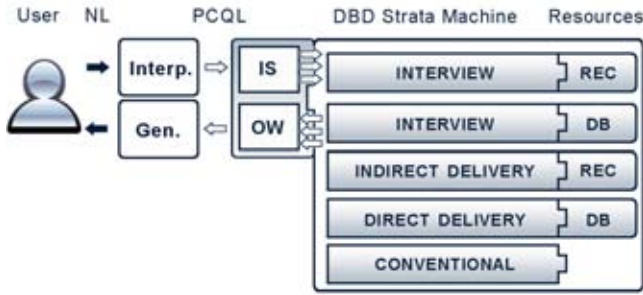 User NL PCQL DBD Strata Machine Resources
Interp. IS INTERVIEW REC
Gen. OW INTERVIEW DB
INDIRECT DELIVERY REC
DIRECT DELIVERY DB
CONVENTIONAL